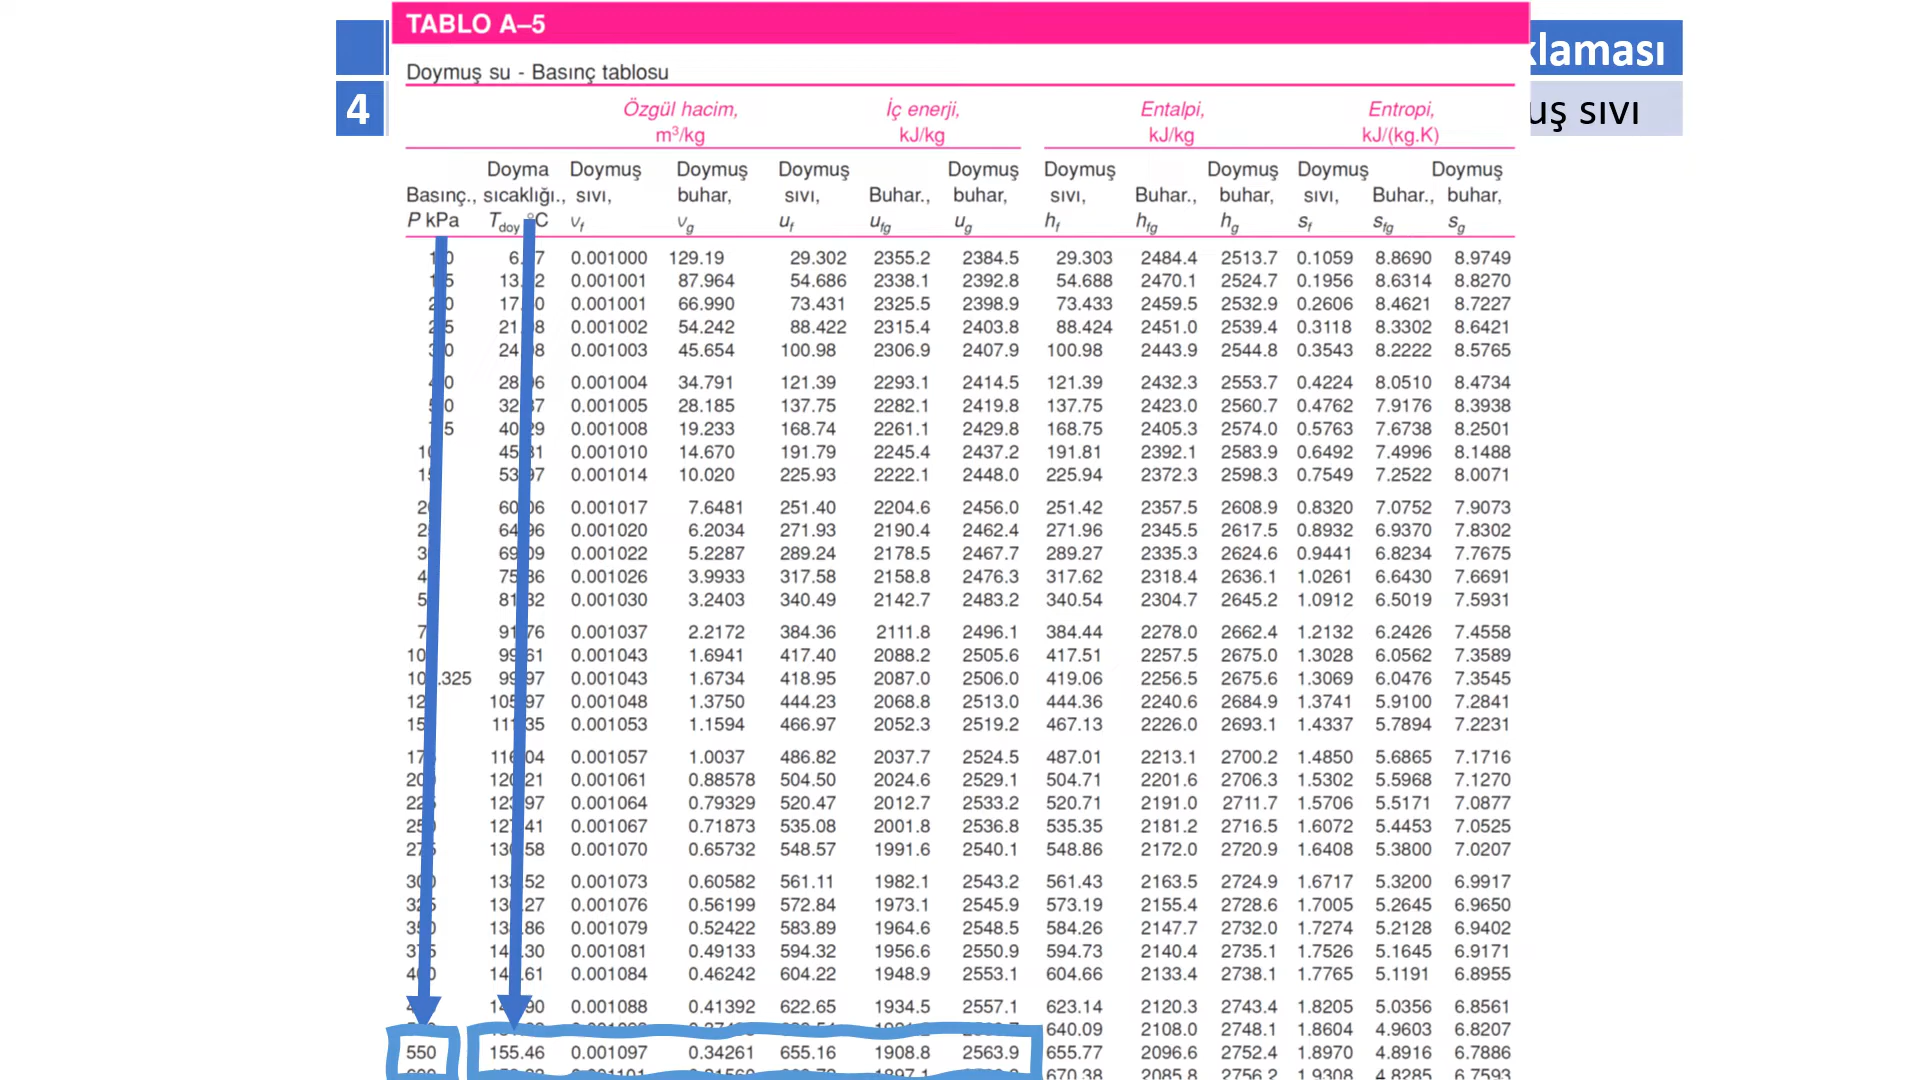 TABLO A–5
klaması
Doymuş su - Basınç tablosu
4
uş sıvı
Özgül hacim, İç enerji, Entalpi, Entropi,
m³/kg kJ/kg kJ/kg kJ/(kg.K)
Doyma Doymuş Doymuş Doymuş Doymuş Doymuş Doymuş Doymuş Doymuş
Basınç., sıcaklığı., sıvı, buhar, sıvı, Buhar., buhar, sıvı, Buhar., buhar, sıvı, Buhar., buhar,
P kPa Tdoy °C vf vg uf ufg ug hf hfg hg sf sfg sg
0.001000 129.19 29.302 2355.2 2384.5 29.303 2484.4 2513.7 0.1059 8.8690 8.9749
0.001001 87.964 54.686 2338.1 2392.8 54.688 2470.1 2524.7 0.1956 8.6314 8.8270
0.001001 66.990 73.431 2325.5 2398.9 73.433 2459.5 2532.9 0.2606 8.4621 8.7227
0.001002 54.242 88.422 2315.4 2403.8 88.424 2451.0 2539.4 0.3118 8.3302 8.6421
0.001003 45.654 100.98 2306.9 2407.9 100.98 2443.9 2544.8 0.3543 8.2222 8.5765
0.001004 34.791 121.39 2293.1 2414.5 121.39 2432.3 2553.7 0.4224 8.0510 8.4734
0.001005 28.185 137.75 2282.1 2419.8 137.75 2423.0 2560.7 0.4762 7.9176 8.3938
0.001008 19.233 168.74 2261.1 2429.8 168.75 2405.3 2574.0 0.5763 7.6738 8.2501
0.001010 14.670 191.79 2245.4 2437.2 191.81 2392.1 2583.9 0.6492 7.4996 8.1488
0.001014 10.020 225.93 2222.1 2448.0 225.94 2372.3 2598.3 0.7549 7.2522 8.0071
0.001017 7.6481 251.40 2204.6 2456.0 251.42 2357.5 2608.9 0.8320 7.0752 7.9073
0.001020 6.2034 271.93 2190.4 2462.4 271.96 2345.5 2617.5 0.8932 6.9370 7.8302
0.001022 5.2287 289.24 2178.5 2467.7 289.27 2335.3 2624.6 0.9441 6.8234 7.7675
0.001026 3.9933 317.58 2158.8 2476.3 317.62 2318.4 2636.1 1.0261 6.6430 7.6691
0.001030 3.2403 340.49 2142.7 2483.2 340.54 2304.7 2645.2 1.0912 6.5019 7.5931
0.001037 2.2172 384.36 2111.8 2496.1 384.44 2278.0 2662.4 1.2132 6.2426 7.4558
0.001043 1.6941 417.40 2088.2 2505.6 417.51 2257.5 2675.0 1.3028 6.0562 7.3589
0.001043 1.6734 418.95 2087.0 2506.0 419.06 2256.5 2675.6 1.3069 6.0476 7.3545
0.001048 1.3750 444.23 2068.8 2513.0 444.36 2240.6 2684.9 1.3741 5.9100 7.2841
0.001053 1.1594 466.97 2052.3 2519.2 467.13 2226.0 2693.1 1.4337 5.7894 7.2231
0.001057 1.0037 486.82 2037.7 2524.5 487.01 2213.1 2700.2 1.4850 5.6865 7.1716
0.001061 0.88578 504.50 2024.6 2529.1 504.71 2201.6 2706.3 1.5302 5.5968 7.1270
225 0.001064 0.79329 520.47 2012.7 2533.2 520.71 2191.0 2711.7 1.5706 5.5171 7.0877
250 0.001067 0.71873 535.08 2001.8 2536.8 535.35 2181.2 2716.5 1.6072 5.4453 7.0525
275 0.001070 0.65732 548.57 1991.6 2540.1 548.86 2172.0 2720.9 1.6408 5.3800 7.0207
300 0.001073 0.60582 561.11 1982.1 2543.2 561.43 2163.5 2724.9 1.6717 5.3200 6.9917
325 0.001076 0.56199 572.84 1973.1 2545.9 573.19 2155.4 2728.6 1.7005 5.2645 6.9650
350 0.001079 0.52422 583.89 1964.6 2548.5 584.26 2147.7 2732.0 1.7274 5.2128 6.9402
375 0.001081 0.49133 594.32 1956.6 2550.9 594.73 2140.4 2735.1 1.7526 5.1645 6.9171
400 0.001084 0.46242 604.22 1948.9 2553.1 604.66 2133.4 2738.1 1.7765 5.1191 6.8955
0.001088 0.41392 622.65 1934.5 2557.1 623.14 2120.3 2743.4 1.8205 5.0356 6.8561
640.09 2108.0 2748.1 1.8604 4.9603 6.8207
550 155.46 0.001097 0.34261 655.16 1908.8 2563.9 655.77 2096.6 2752.4 1.8970 4.8916 6.7886
670.38 2085.8 2756.2 1.9308 4.8285 6.7593